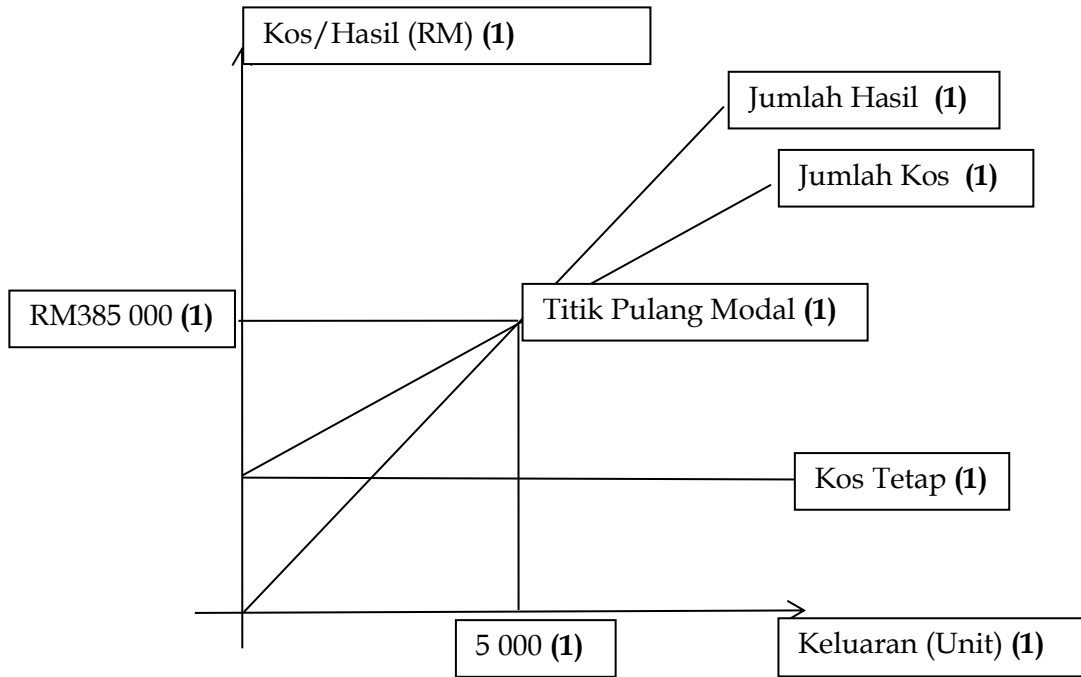 Kos/Hasil (RM) (1)
Jumlah Hasil (1)
Jumlah Kos (1)
RM385 000 (1)
Titik Pulang Modal (1)
Kos Tetap (1)
5 000 (1)
Keluaran (Unit) (1)